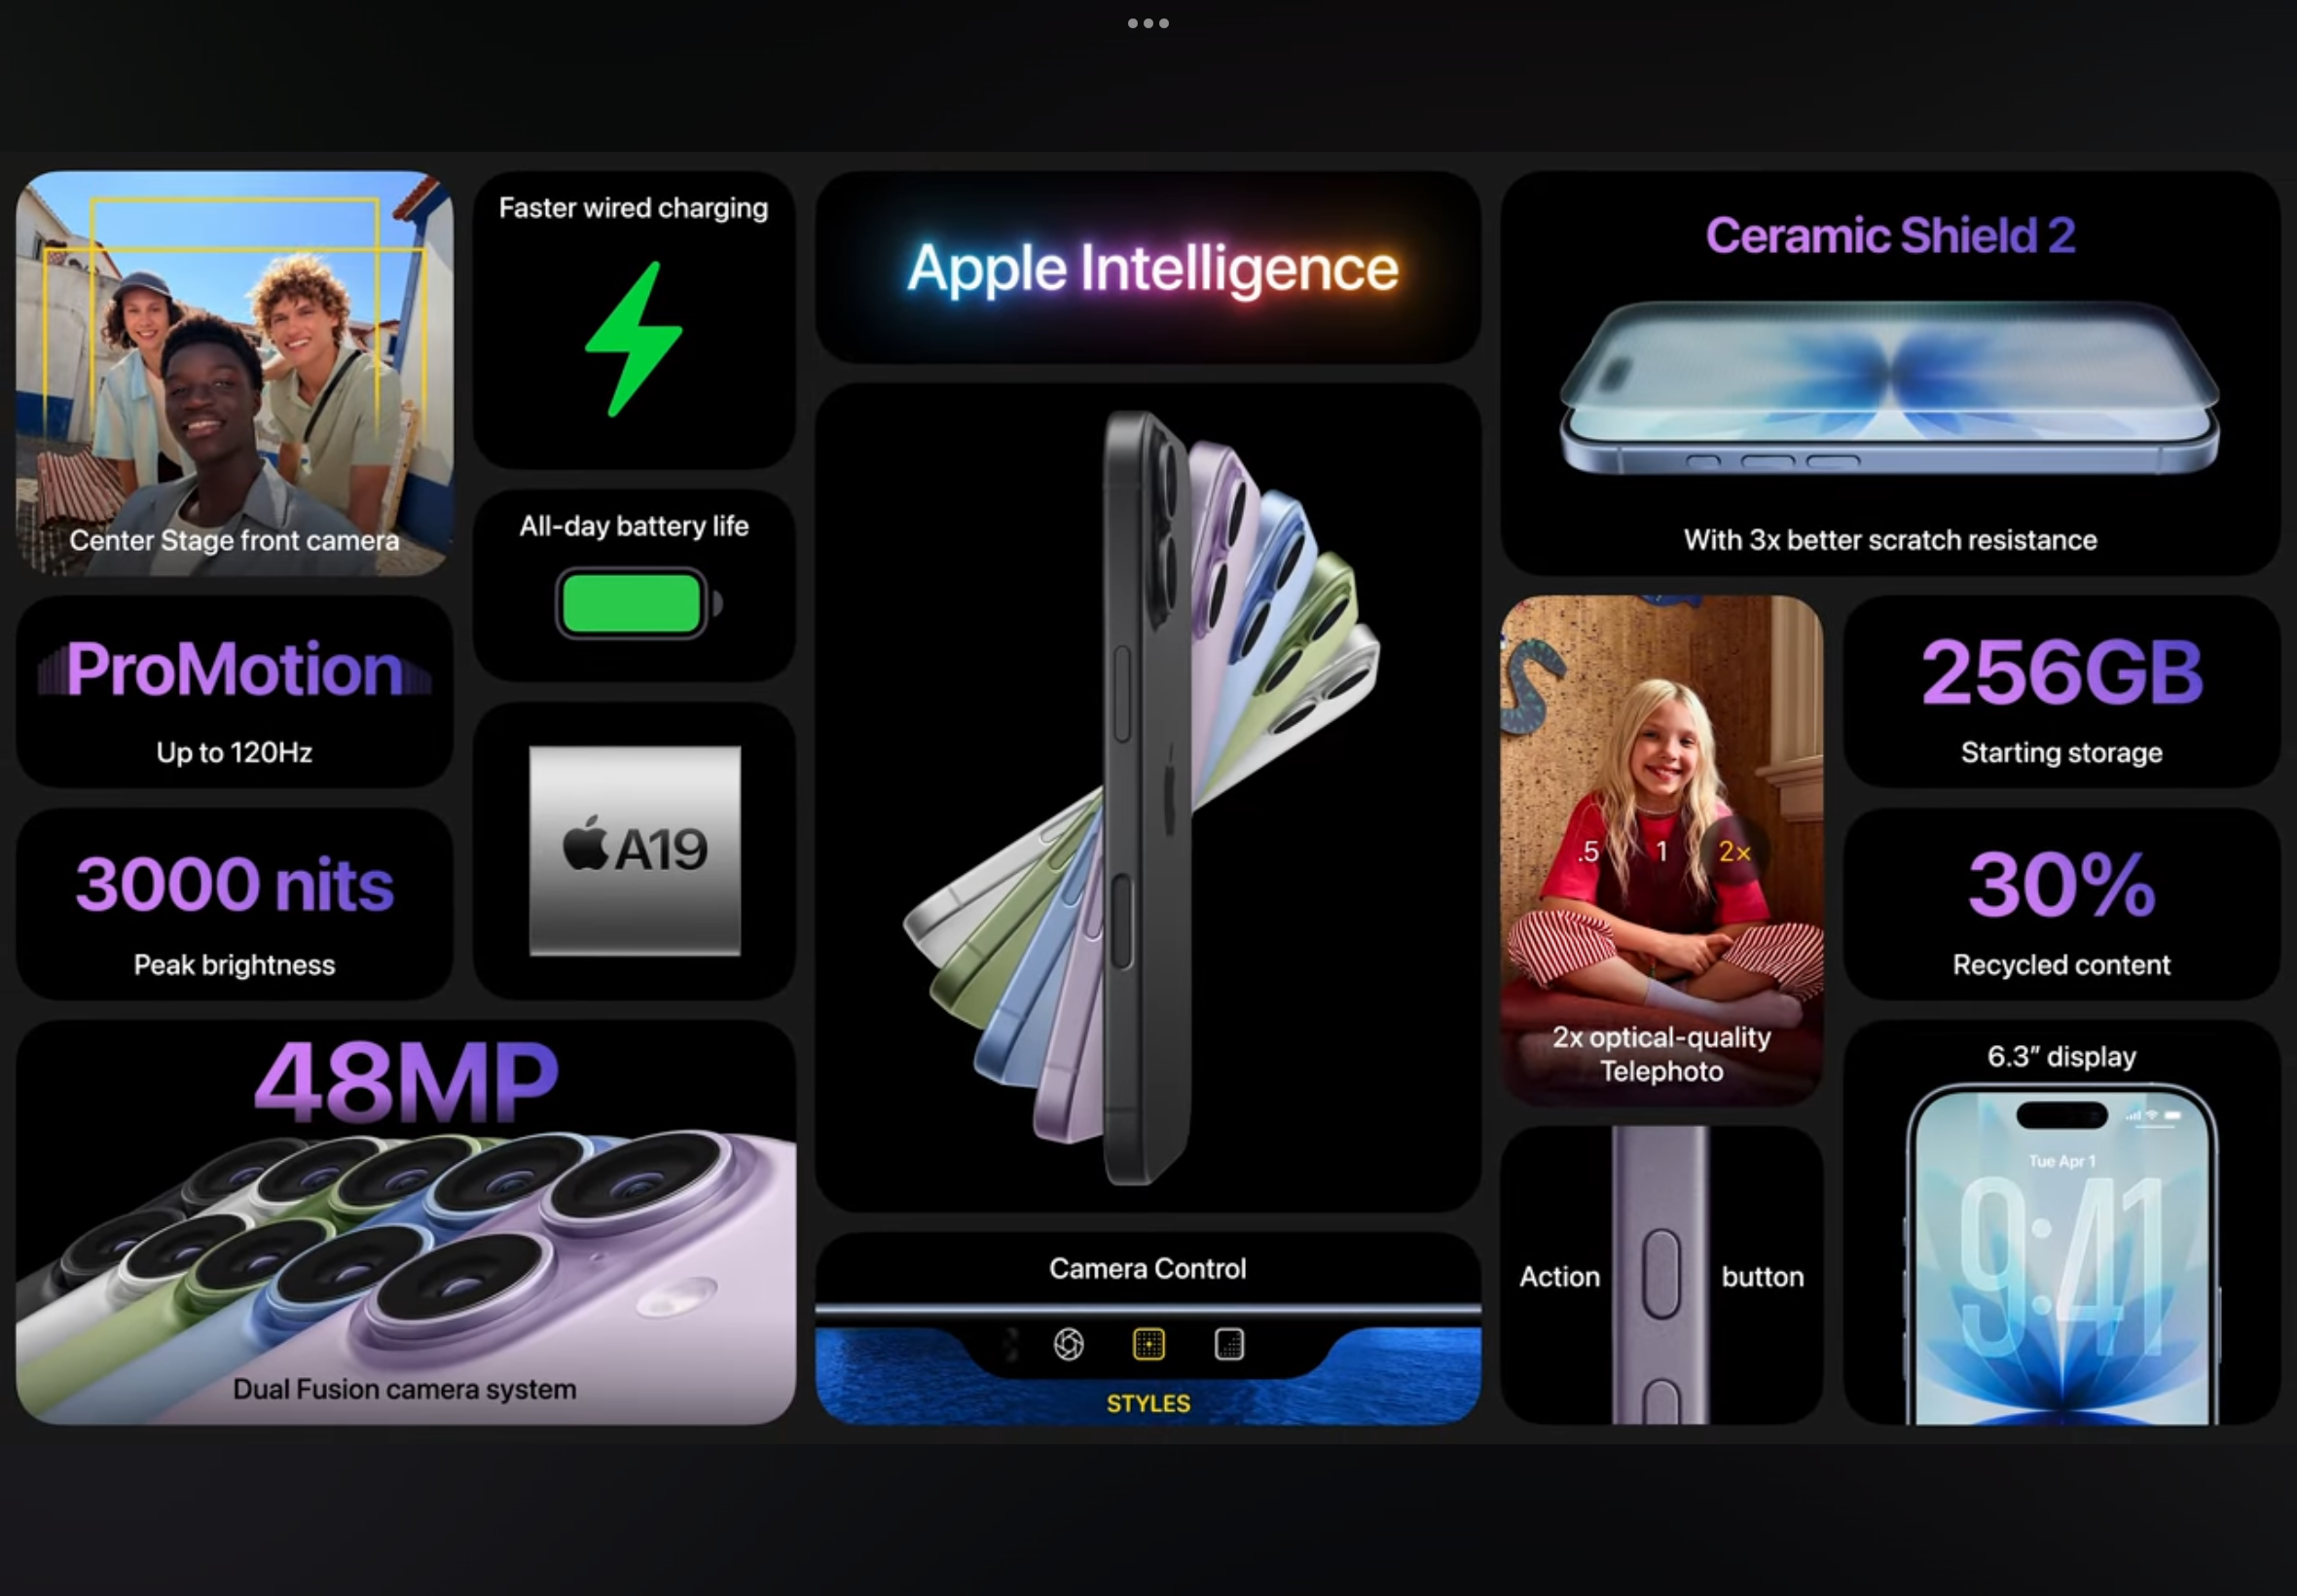 Center Stage front camera
Faster wired charging
All-day battery life
ProMotion
Up to 120Hz
3000 nits
Peak brightness
A19
48MP
Dual Fusion camera system
Apple Intelligence
Camera Control
STYLES
Ceramic Shield 2
With 3x better scratch resistance
.5 1 2×
2x optical-quality
Telephoto
Action button
256GB
Starting storage
30%
Recycled content
6.3″ display
Tue Apr 1
9:41